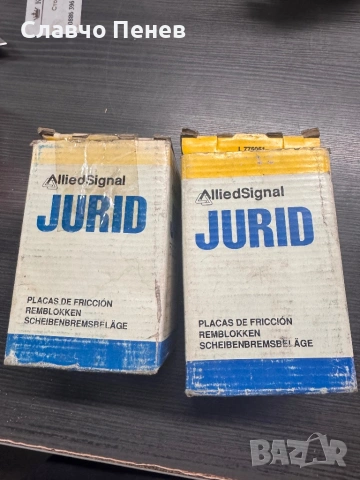 Славчо Пенев
AlliedSignal
JURID
PLACAS DE FRICCIÓN
REMBLOKKEN
SCHEIBENBREMSBELÄGE
AlliedSignal
JURID
PLACAS DE FRICCIÓN
REMBLOKKEN
SCHEIBENBREMSBELÄGE
BAZAR